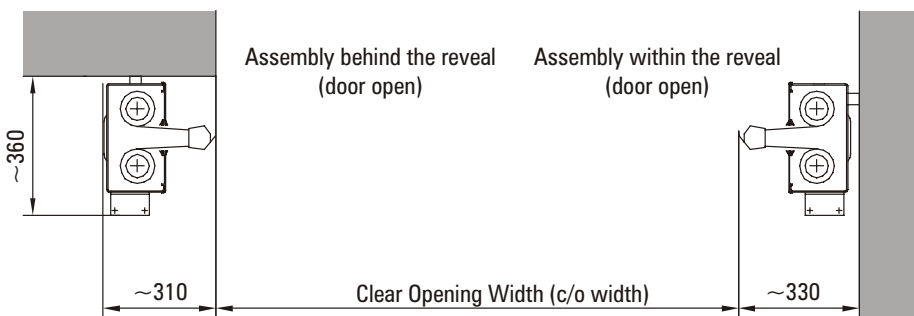 Assembly behind the reveal
(door open)
Assembly within the reveal
(door open)
~360
~310
Clear Opening Width (c/o width)
~330